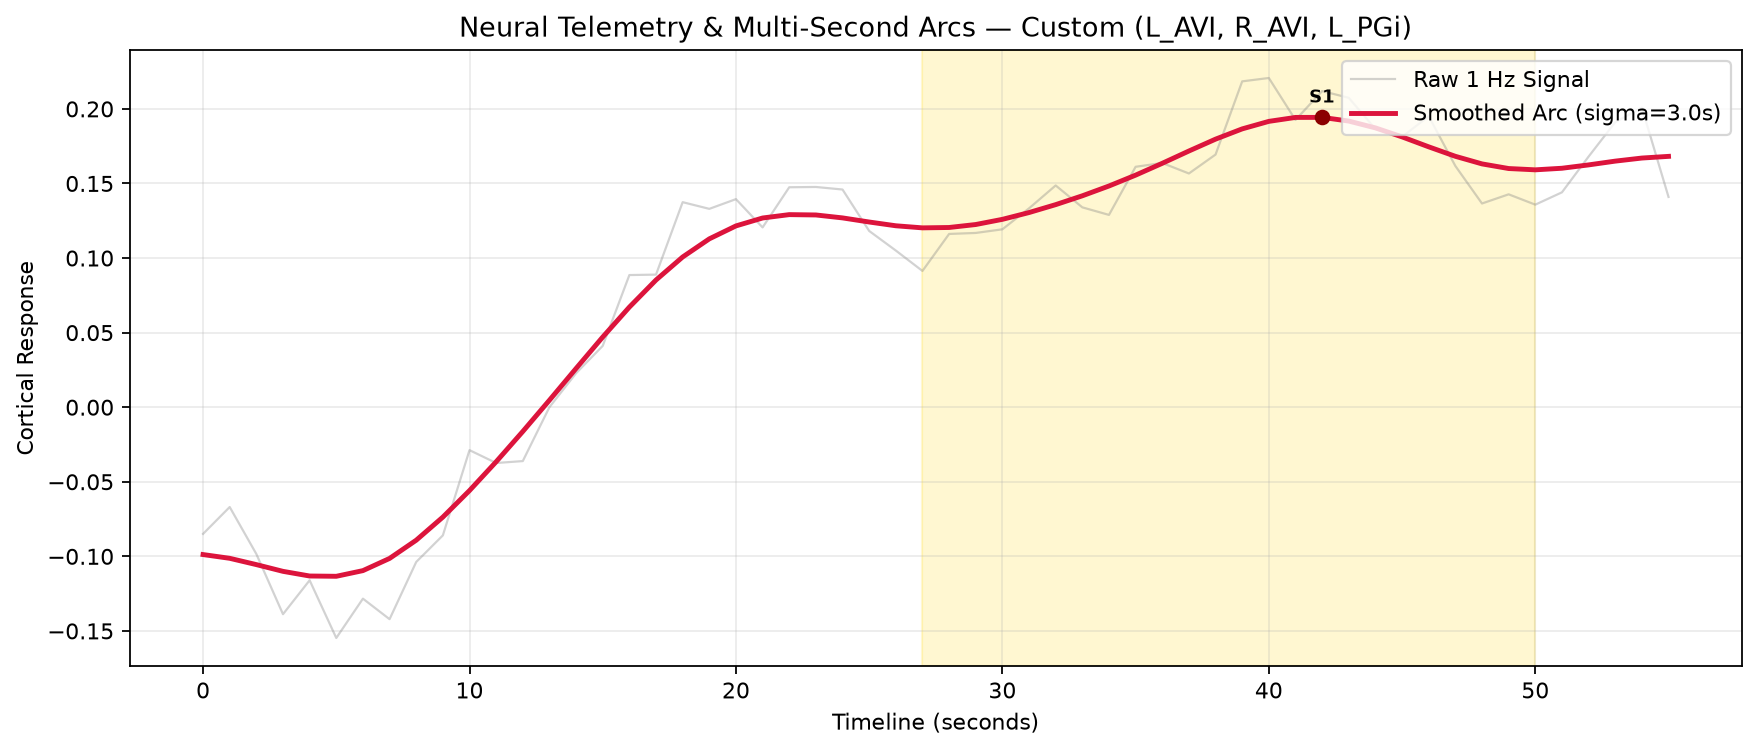 Neural Telemetry & Multi-Second Arcs — Custom (L_AVI, R_AVI, L_PGi)
Raw 1 Hz Signal
Smoothed Arc (sigma=3.0s)
S1
Cortical Response
0.20
0.15
0.10
0.05
0.00
−0.05
−0.10
−0.15
0 10 20 30 40 50
Timeline (seconds)